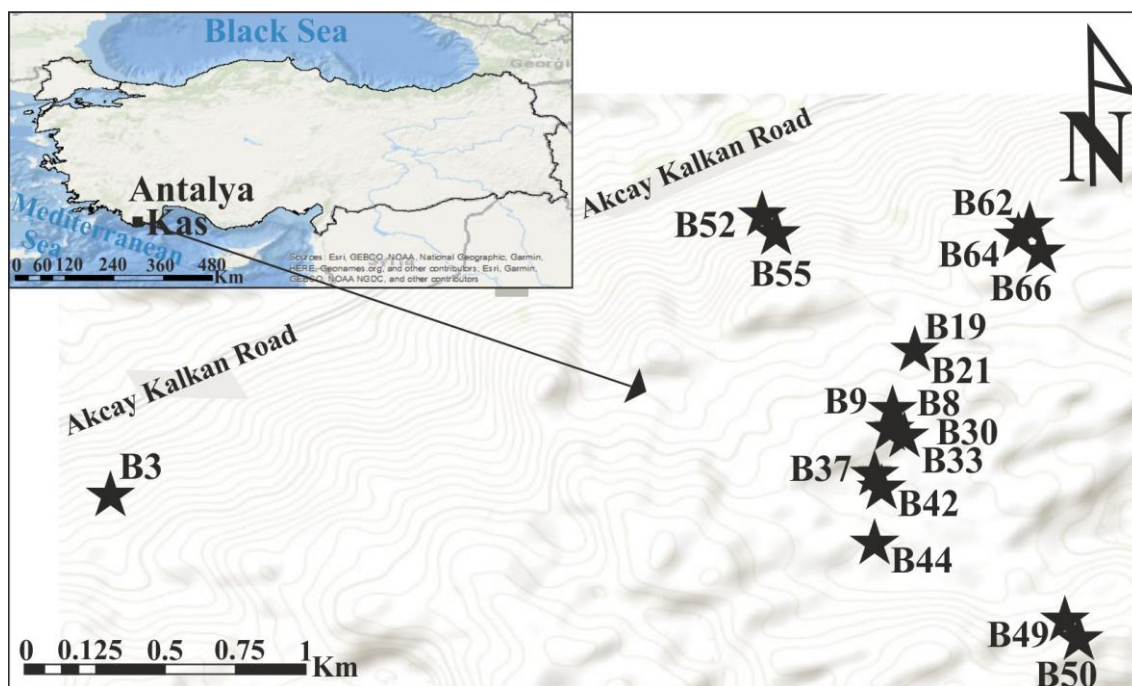 Black Sea
Georgia
Antalya
Kas
Mediterranean
Sea
Syria
0 60 120 240 360 480
Km
Sources: Esri, GEBCO, NOAA, National Geographic, Garmin,
HERE, Geonames.org, and other contributors; Esri, Garmin,
GEBCO, NOAA NGDC, and other contributors
N
Akcay Kalkan Road
B52
B55
B62
B64
B66
B19
B21
B9
B8
B30
B33
B37
B42
B44
Akcay Kalkan Road
B3
B49
B50
0 0.125 0.5 0.75 1
Km